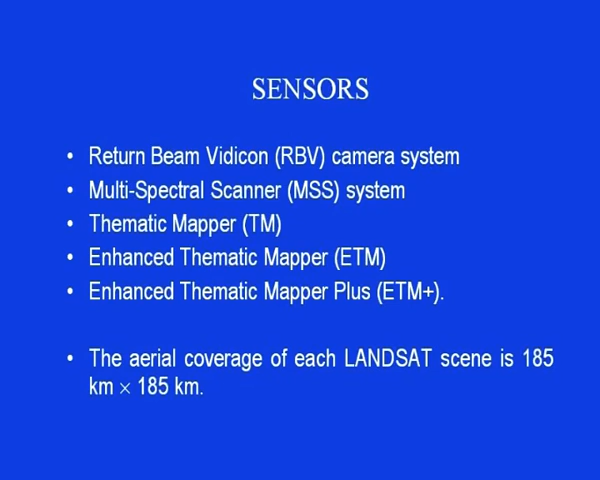 SENSORS
• Return Beam Vidicon (RBV) camera system
• Multi-Spectral Scanner (MSS) system
• Thematic Mapper (TM)
• Enhanced Thematic Mapper (ETM)
• Enhanced Thematic Mapper Plus (ETM+).
• The aerial coverage of each LANDSAT scene is 185
km × 185 km.